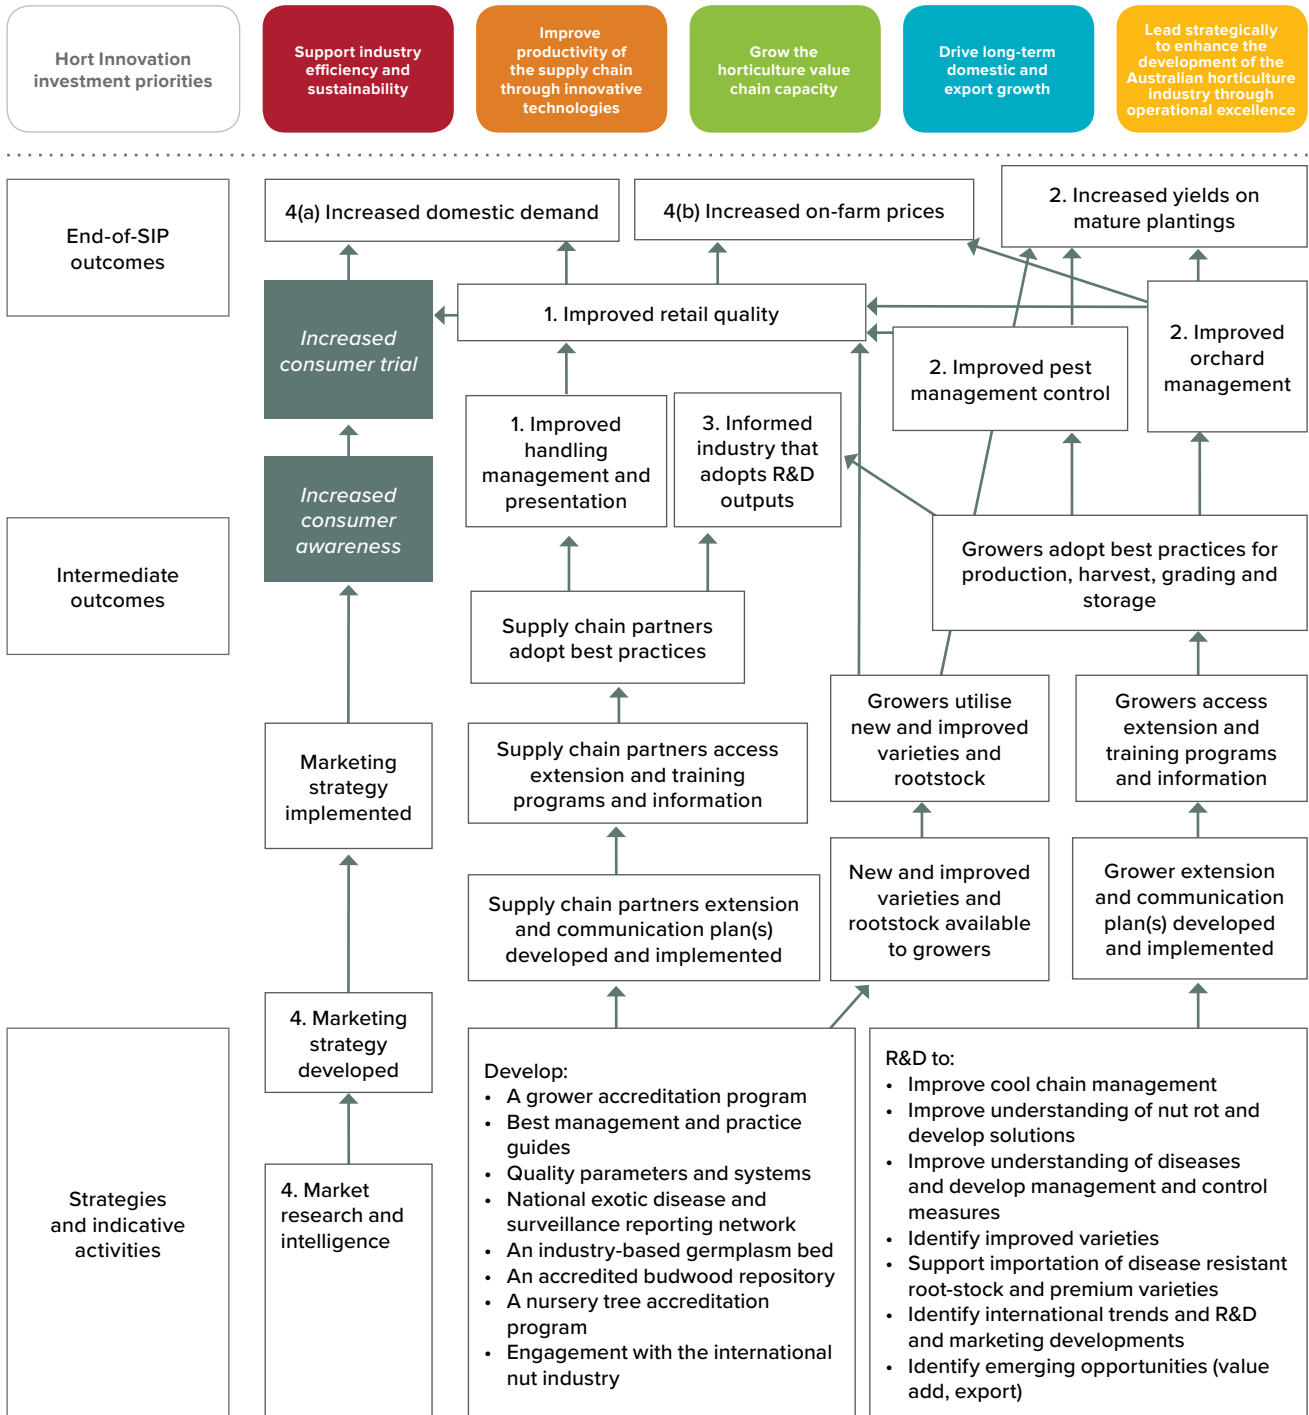 Hort Innovation
investment priorities
Support industry
efficiency and
sustainability
Improve
productivity of
the supply chain
through innovative
technologies
Grow the
horticulture value
chain capacity
Drive long-term
domestic and
export growth
Lead strategically
to enhance the
development of the
Australian horticulture
industry through
operational excellence
End-of-SIP
outcomes
4(a) Increased domestic demand
4(b) Increased on-farm prices
2. Increased yields on
mature plantings
Increased
consumer trial
1. Improved retail quality
2. Improved pest
management control
2. Improved
orchard
management
1. Improved
handling
management and
presentation
3. Informed
industry that
adopts R&D
outputs
Intermediate
outcomes
Increased
consumer
awareness
Growers adopt best practices for
production, harvest, grading and
storage
Supply chain partners
adopt best practices
Marketing
strategy
implemented
Supply chain partners access
extension and training
programs and information
Growers utilise
new and improved
varieties and
rootstock
Growers access
extension and
training programs
and information
Supply chain partners extension
and communication plan(s)
developed and implemented
New and improved
varieties and
rootstock available
to growers
Grower extension
and communication
plan(s) developed
and implemented
Strategies
and indicative
activities
4. Marketing
strategy
developed
4. Market
research and
intelligence
Develop:
• A grower accreditation program
• Best management and practice
guides
• Quality parameters and systems
• National exotic disease and
surveillance reporting network
• An industry-based germplasm bed
• An accredited budwood repository
• A nursery tree accreditation
program
• Engagement with the international
nut industry
R&D to:
• Improve cool chain management
• Improve understanding of nut rot and
develop solutions
• Improve understanding of diseases
and develop management and control
measures
• Identify improved varieties
• Support importation of disease resistant
root-stock and premium varieties
• Identify international trends and R&D
and marketing developments
• Identify emerging opportunities (value
add, export)